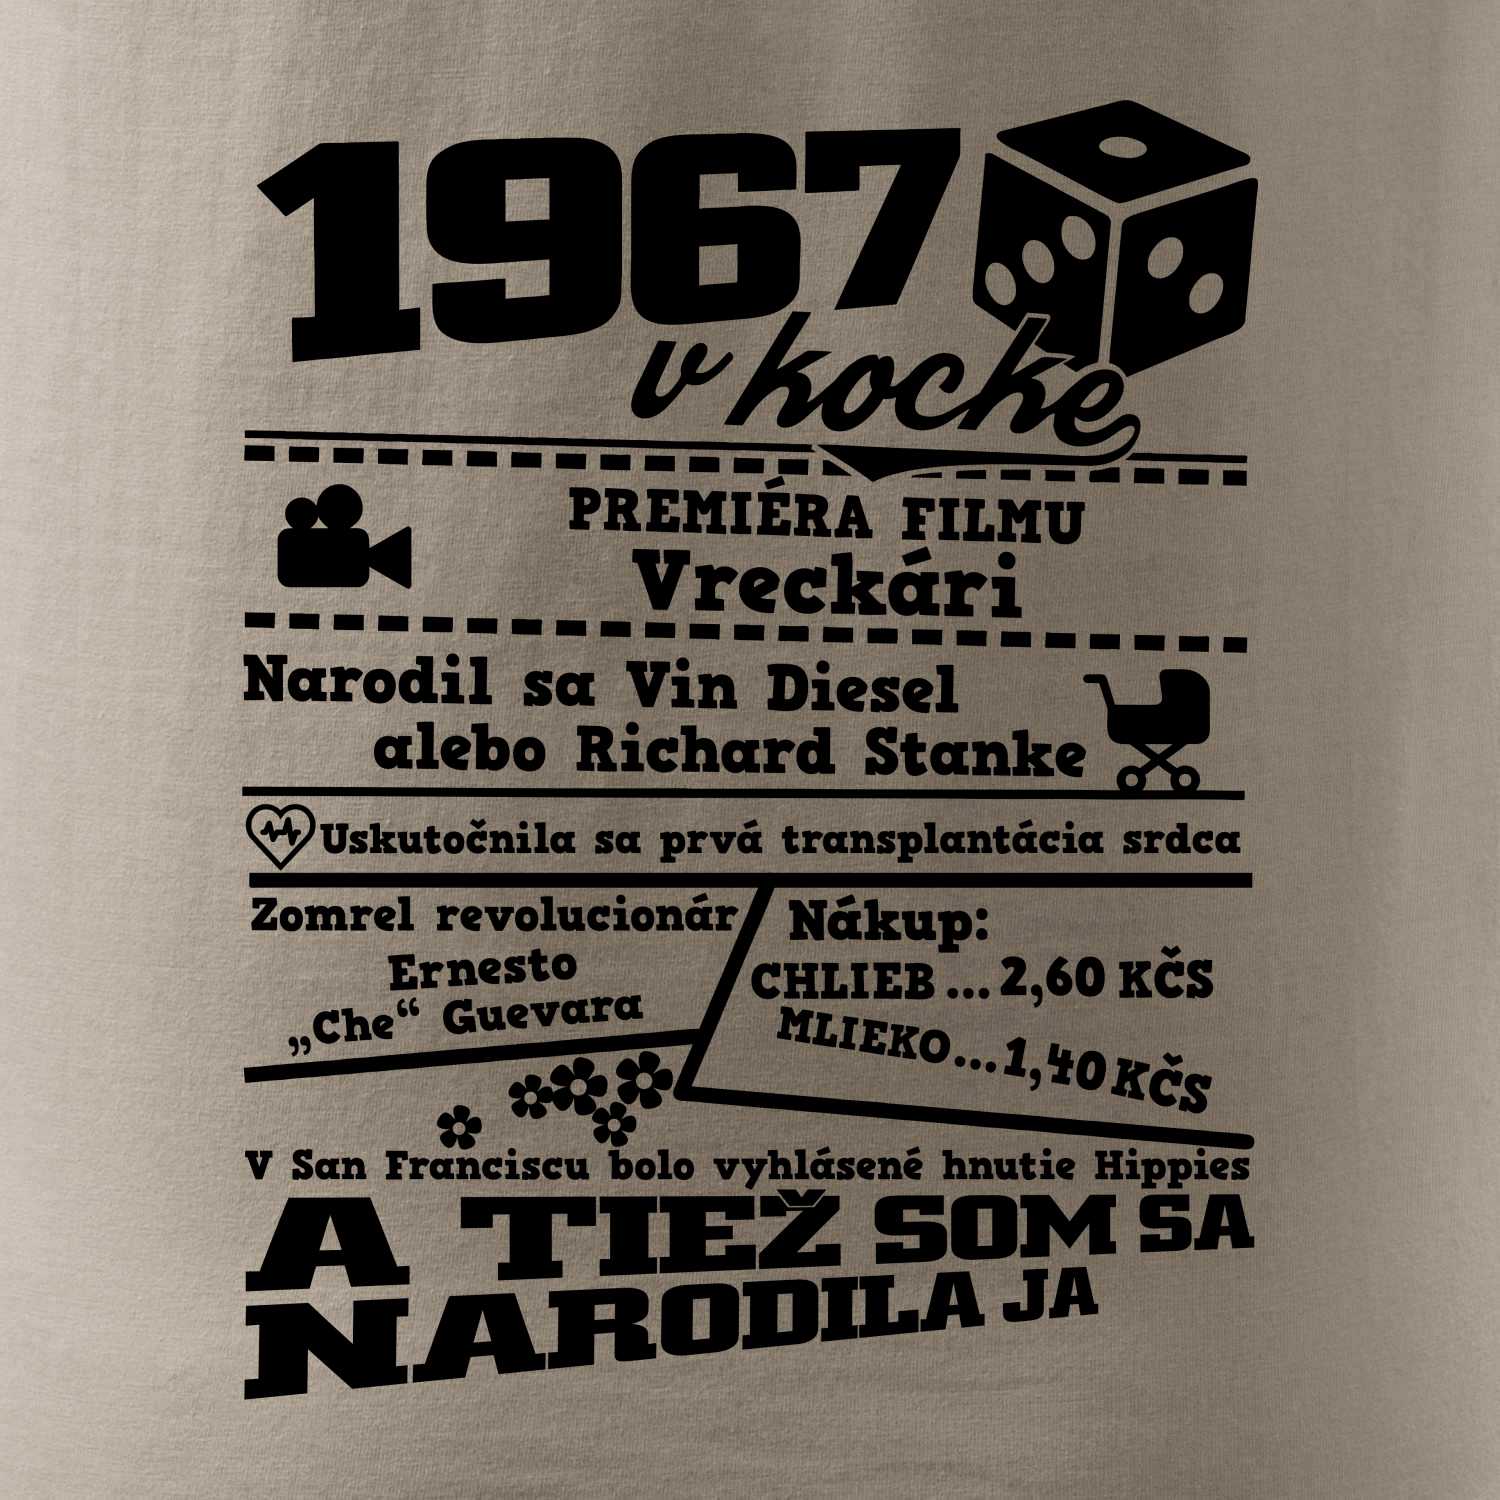 1967
v kocke
PREMIÉRA FILMU
Vreckári
Narodil sa Vin Diesel
alebo Richard Stanke
Uskutočnila sa prvá transplantácia srdca
Zomrel revolucionár
Ernesto
„Che“ Guevara
Nákup:
CHLIEB ... 2,60 KČS
MLIEKO... 1,40 KČS
V San Franciscu bolo vyhlásené hnutie Hippies
A TIEŽ SOM SA
NARODILA JA